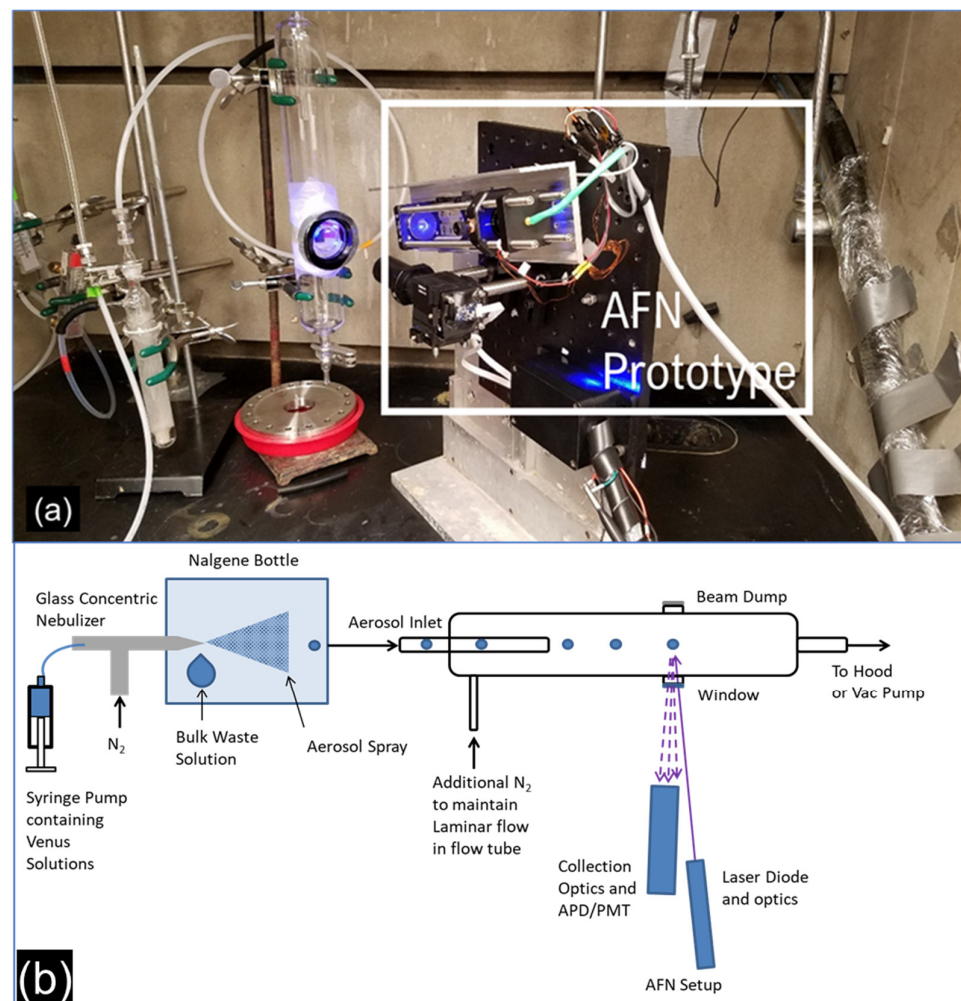 AFN
Prototype
(a)
Nalgene Bottle
Glass Concentric
Nebulizer
Beam Dump
Aerosol Inlet
To Hood
or Vac Pump
Window
N₂
Bulk Waste
Solution
Aerosol Spray
Syringe Pump
containing
Venus
Solutions
Additional N₂
to maintain
Laminar flow
in flow tube
Collection
Optics and
APD/PMT
Laser Diode
and optics
AFN Setup
(b)